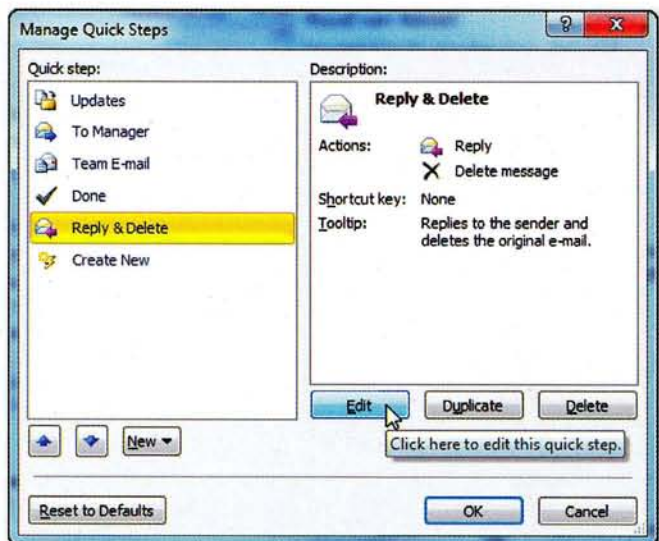 Manage Quick Steps
?
X
Quick step:
Updates
To Manager
Team E-mail
Done
Reply & Delete
Create New
New
Description:
Reply & Delete
Actions: Reply
Delete message
Shortcut key: None
Tooltip: Replies to the sender and
deletes the original e-mail.
Edit Duplicate Delete
Click here to edit this quick step.
Reset to Defaults
OK Cancel